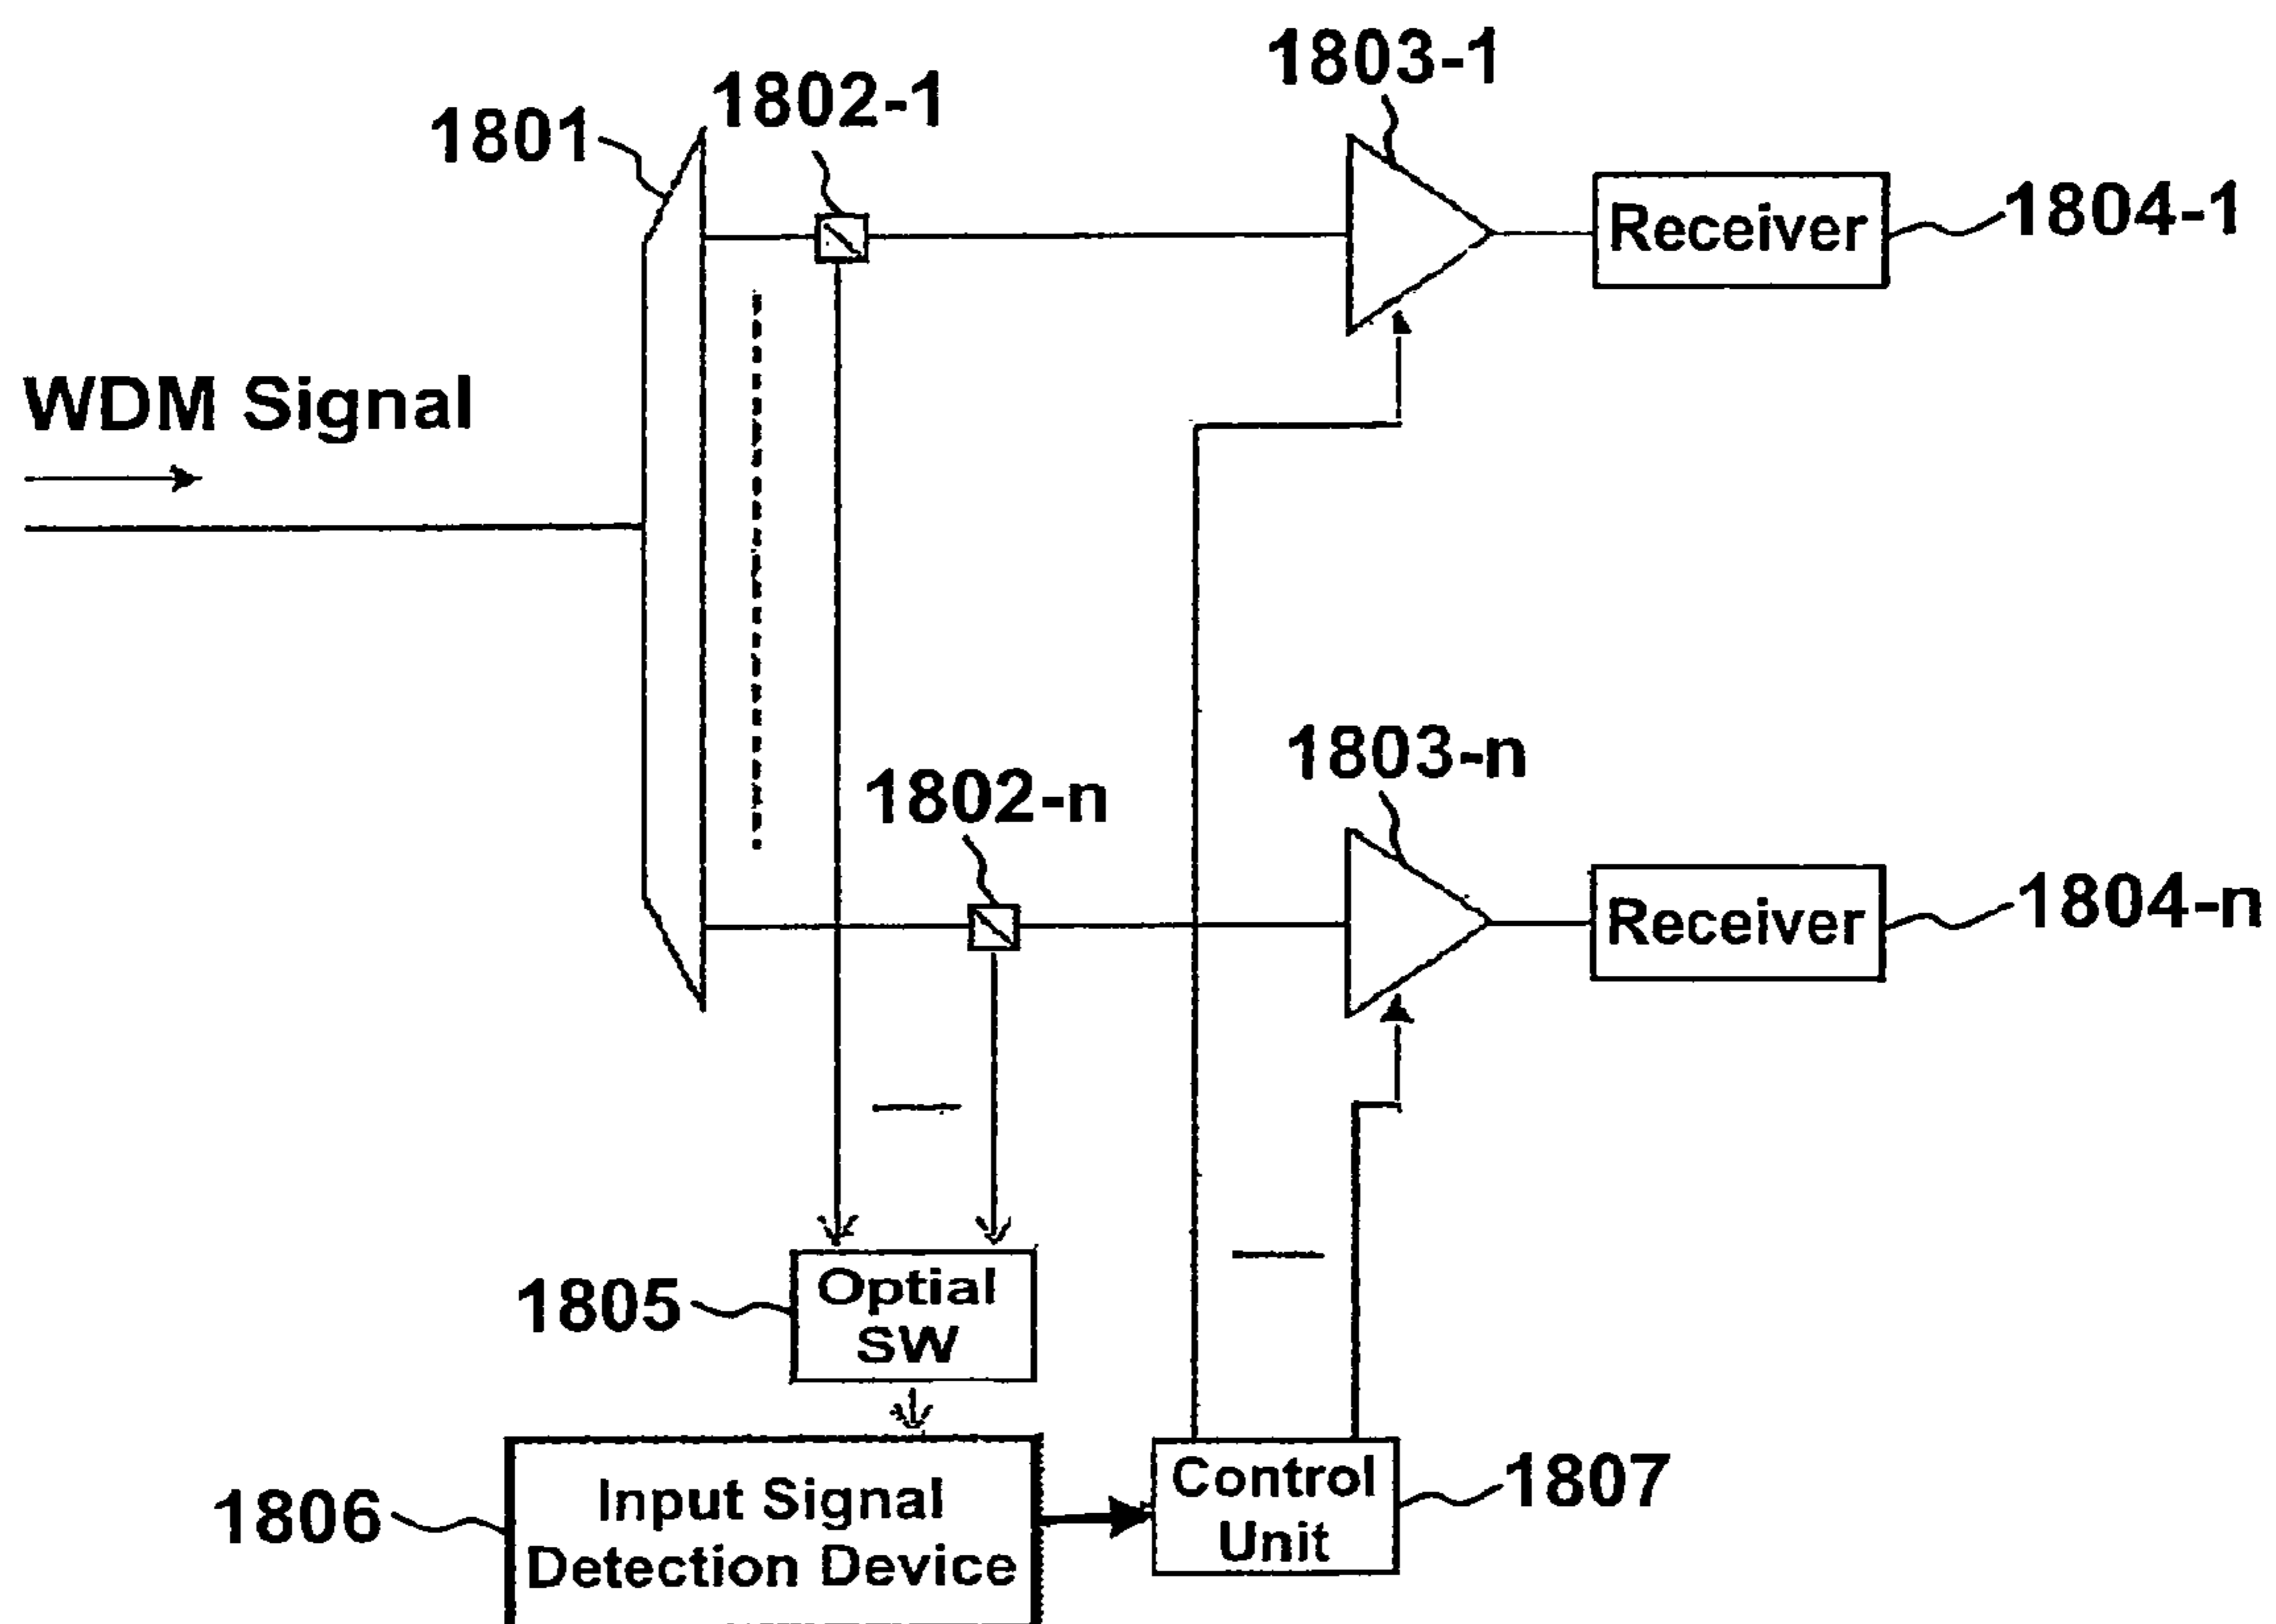 1803-1
1802-1
1801
Receiver
1804-1
WDM Signal
1803-n
1802-n
Receiver
1804-n
1805
Optial
SW
1806
Input Signal
Detection Device
Control
Unit
1807